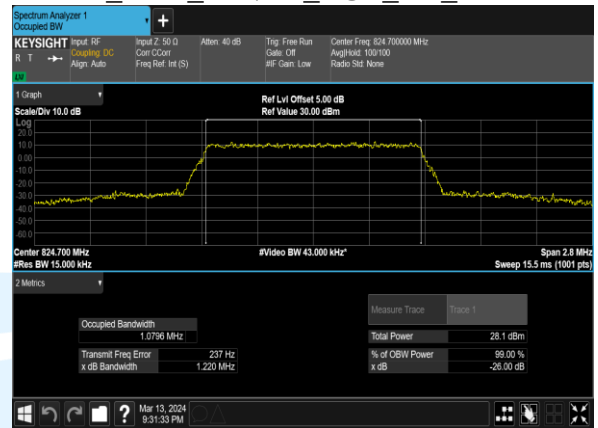 Spectrum Analyzer 1
Occupied BW
KEYSIGHT
R T
LV
Input: RF
Coupling: DC
Align: Auto
Input Z: 50 Ω
Corr CCorr
Freq Ref: Int (S)
Atten: 40 dB
Trig: Free Run
Gate: Off
#IF Gain: Low
Center Freq: 824.700000 MHz
Avg|Hold: 100/100
Radio Std: None
1 Graph
Scale/Div 10.0 dB
Ref Lvl Offset 5.00 dB
Ref Value 30.00 dBm
Log
20.0
10.0
0.00
-10.0
-20.0
-30.0
-40.0
-50.0
-60.0
Center 824.700 MHz
#Res BW 15.000 kHz
#Video BW 43.000 kHz*
Span 2.8 MHz
Sweep 15.5 ms (1001 pts)
2 Metrics
Measure Trace
Trace 1
Occupied Bandwidth
1.0796 MHz
Total Power
28.1 dBm
Transmit Freq Error
237 Hz
% of OBW Power
99.00 %
x dB Bandwidth
1.220 MHz
x dB
-26.00 dB
?
Mar 13, 2024
9:31:33 PM